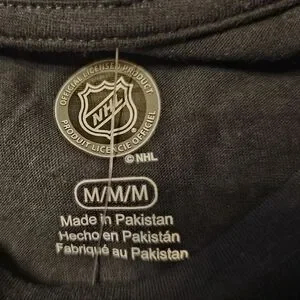 OFFICIAL LICENSED PRODUCT
NHL
PRODUIT LICENCIÉ OFFICIEL
© NHL
M/M/M
Made in Pakistan
Hecho en Pakistán
Fabriqué au Pakistan